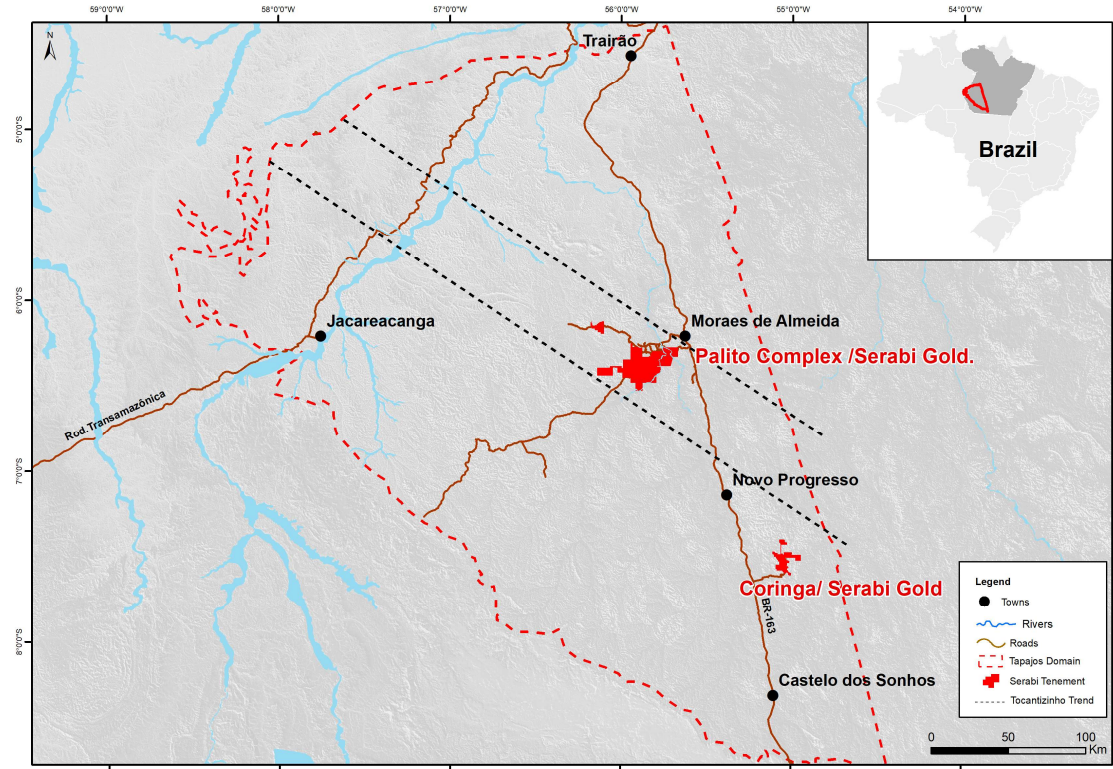 59°0'0"W
58°0'0"W
57°0'0"W
56°0'0"W
55°0'0"W
54°0'0"W
N
Trairão
Brazil
5°0'0"S
6°0'0"S
Jacareacanga
Moraes de Almeida
Palito Complex /Serabi Gold.
Rod.Transamazônica
7°0'0"S
Novo Progresso
Coringa/ Serabi Gold
BR-163
8°0'0"S
Castelo dos Sonhos
Legend
Towns
Rivers
Roads
Tapajos Domain
Serabi Tenement
Tocantizinho Trend
0 50 100
Km